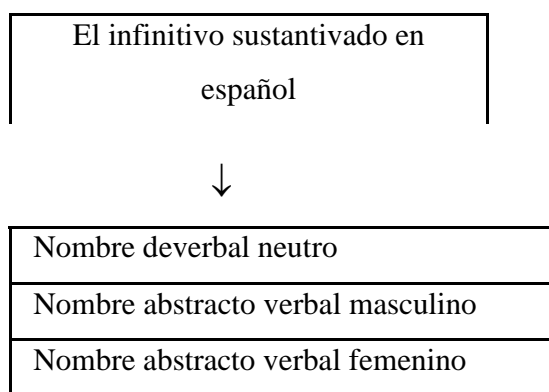 El infinitivo sustantivado en
español
↓
Nombre deverbal neutro
Nombre abstracto verbal masculino
Nombre abstracto verbal femenino